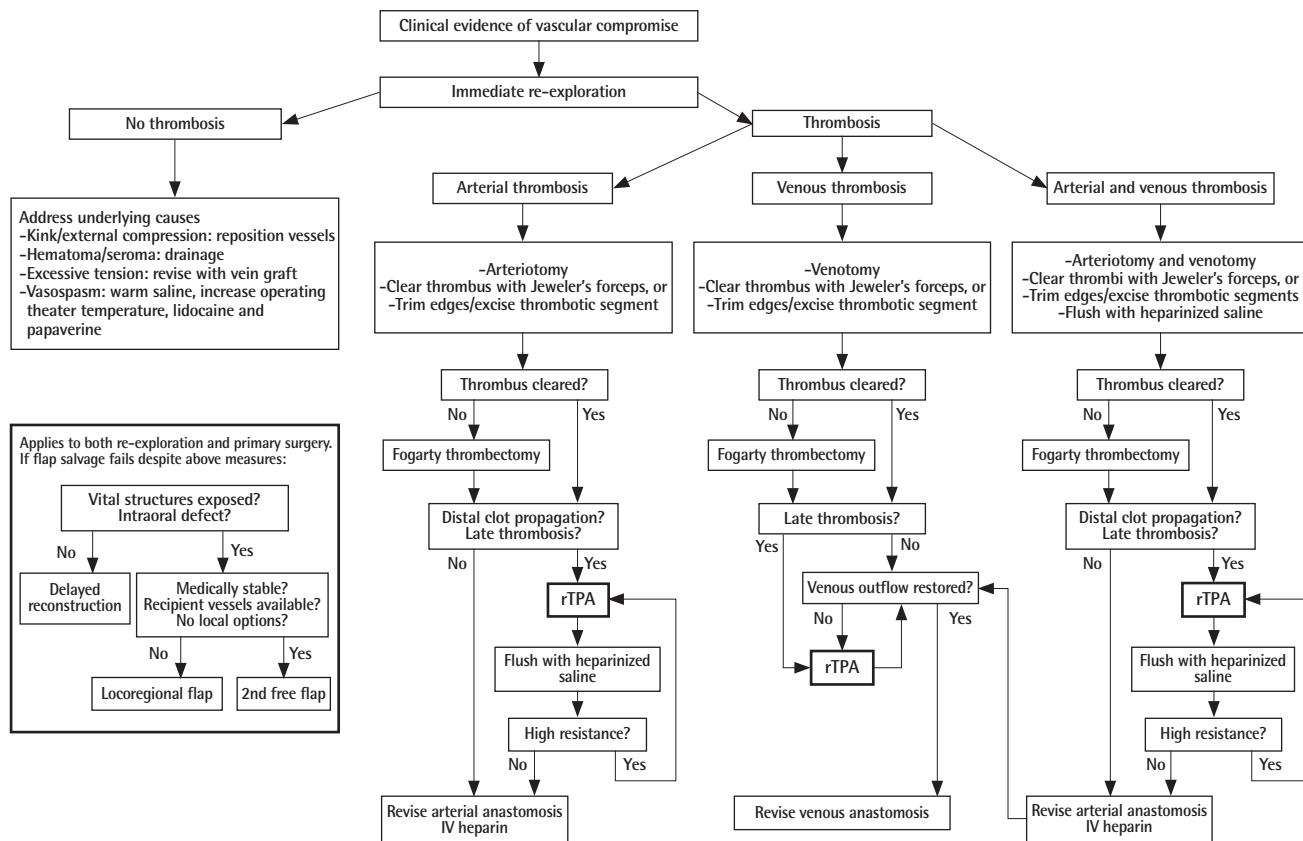 Clinical evidence of vascular compromise
Immediate re-exploration
No thrombosis
Thrombosis
Arterial thrombosis
Venous thrombosis
Arterial and venous thrombosis
Address underlying causes
-Kink/external compression: reposition vessels
-Hematoma/seroma: drainage
-Excessive tension: revise with vein graft
-Vasospasm: warm saline, increase operating
theater temperature, lidocaine and
papaverine
-Arteriotomy
-Clear thrombus with Jeweler's forceps, or
-Trim edges/excise thrombotic segment
-Venotomy
-Clear thrombus with Jeweler's forceps, or
-Trim edges/excise thrombotic segment
-Arteriotomy and venotomy
-Clear thrombi with Jeweler's forceps, or
-Trim edges/excise thrombotic segments
-Flush with heparinized saline
Thrombus cleared?
No
Yes
Fogarty thrombectomy
Distal clot propagation?
Late thrombosis?
No
Yes
rTPA
Flush with heparinized
saline
High resistance?
No
Yes
Revise arterial anastomosis
IV heparin
Thrombus cleared?
No
Yes
Fogarty thrombectomy
Late thrombosis?
Yes
No
Venous outflow restored?
No
Yes
rTPA
Revise venous anastomosis
Thrombus cleared?
No
Yes
Fogarty thrombectomy
Distal clot propagation?
Late thrombosis?
No
Yes
rTPA
Flush with heparinized
saline
High resistance?
No
Yes
Revise arterial anastomosis
IV heparin
Applies to both re-exploration and primary surgery.
If flap salvage fails despite above measures:
Vital structures exposed?
Intraoral defect?
No
Yes
Delayed
reconstruction
Medically stable?
Recipient vessels available?
No local options?
No
Yes
Locoregional flap
2nd free flap